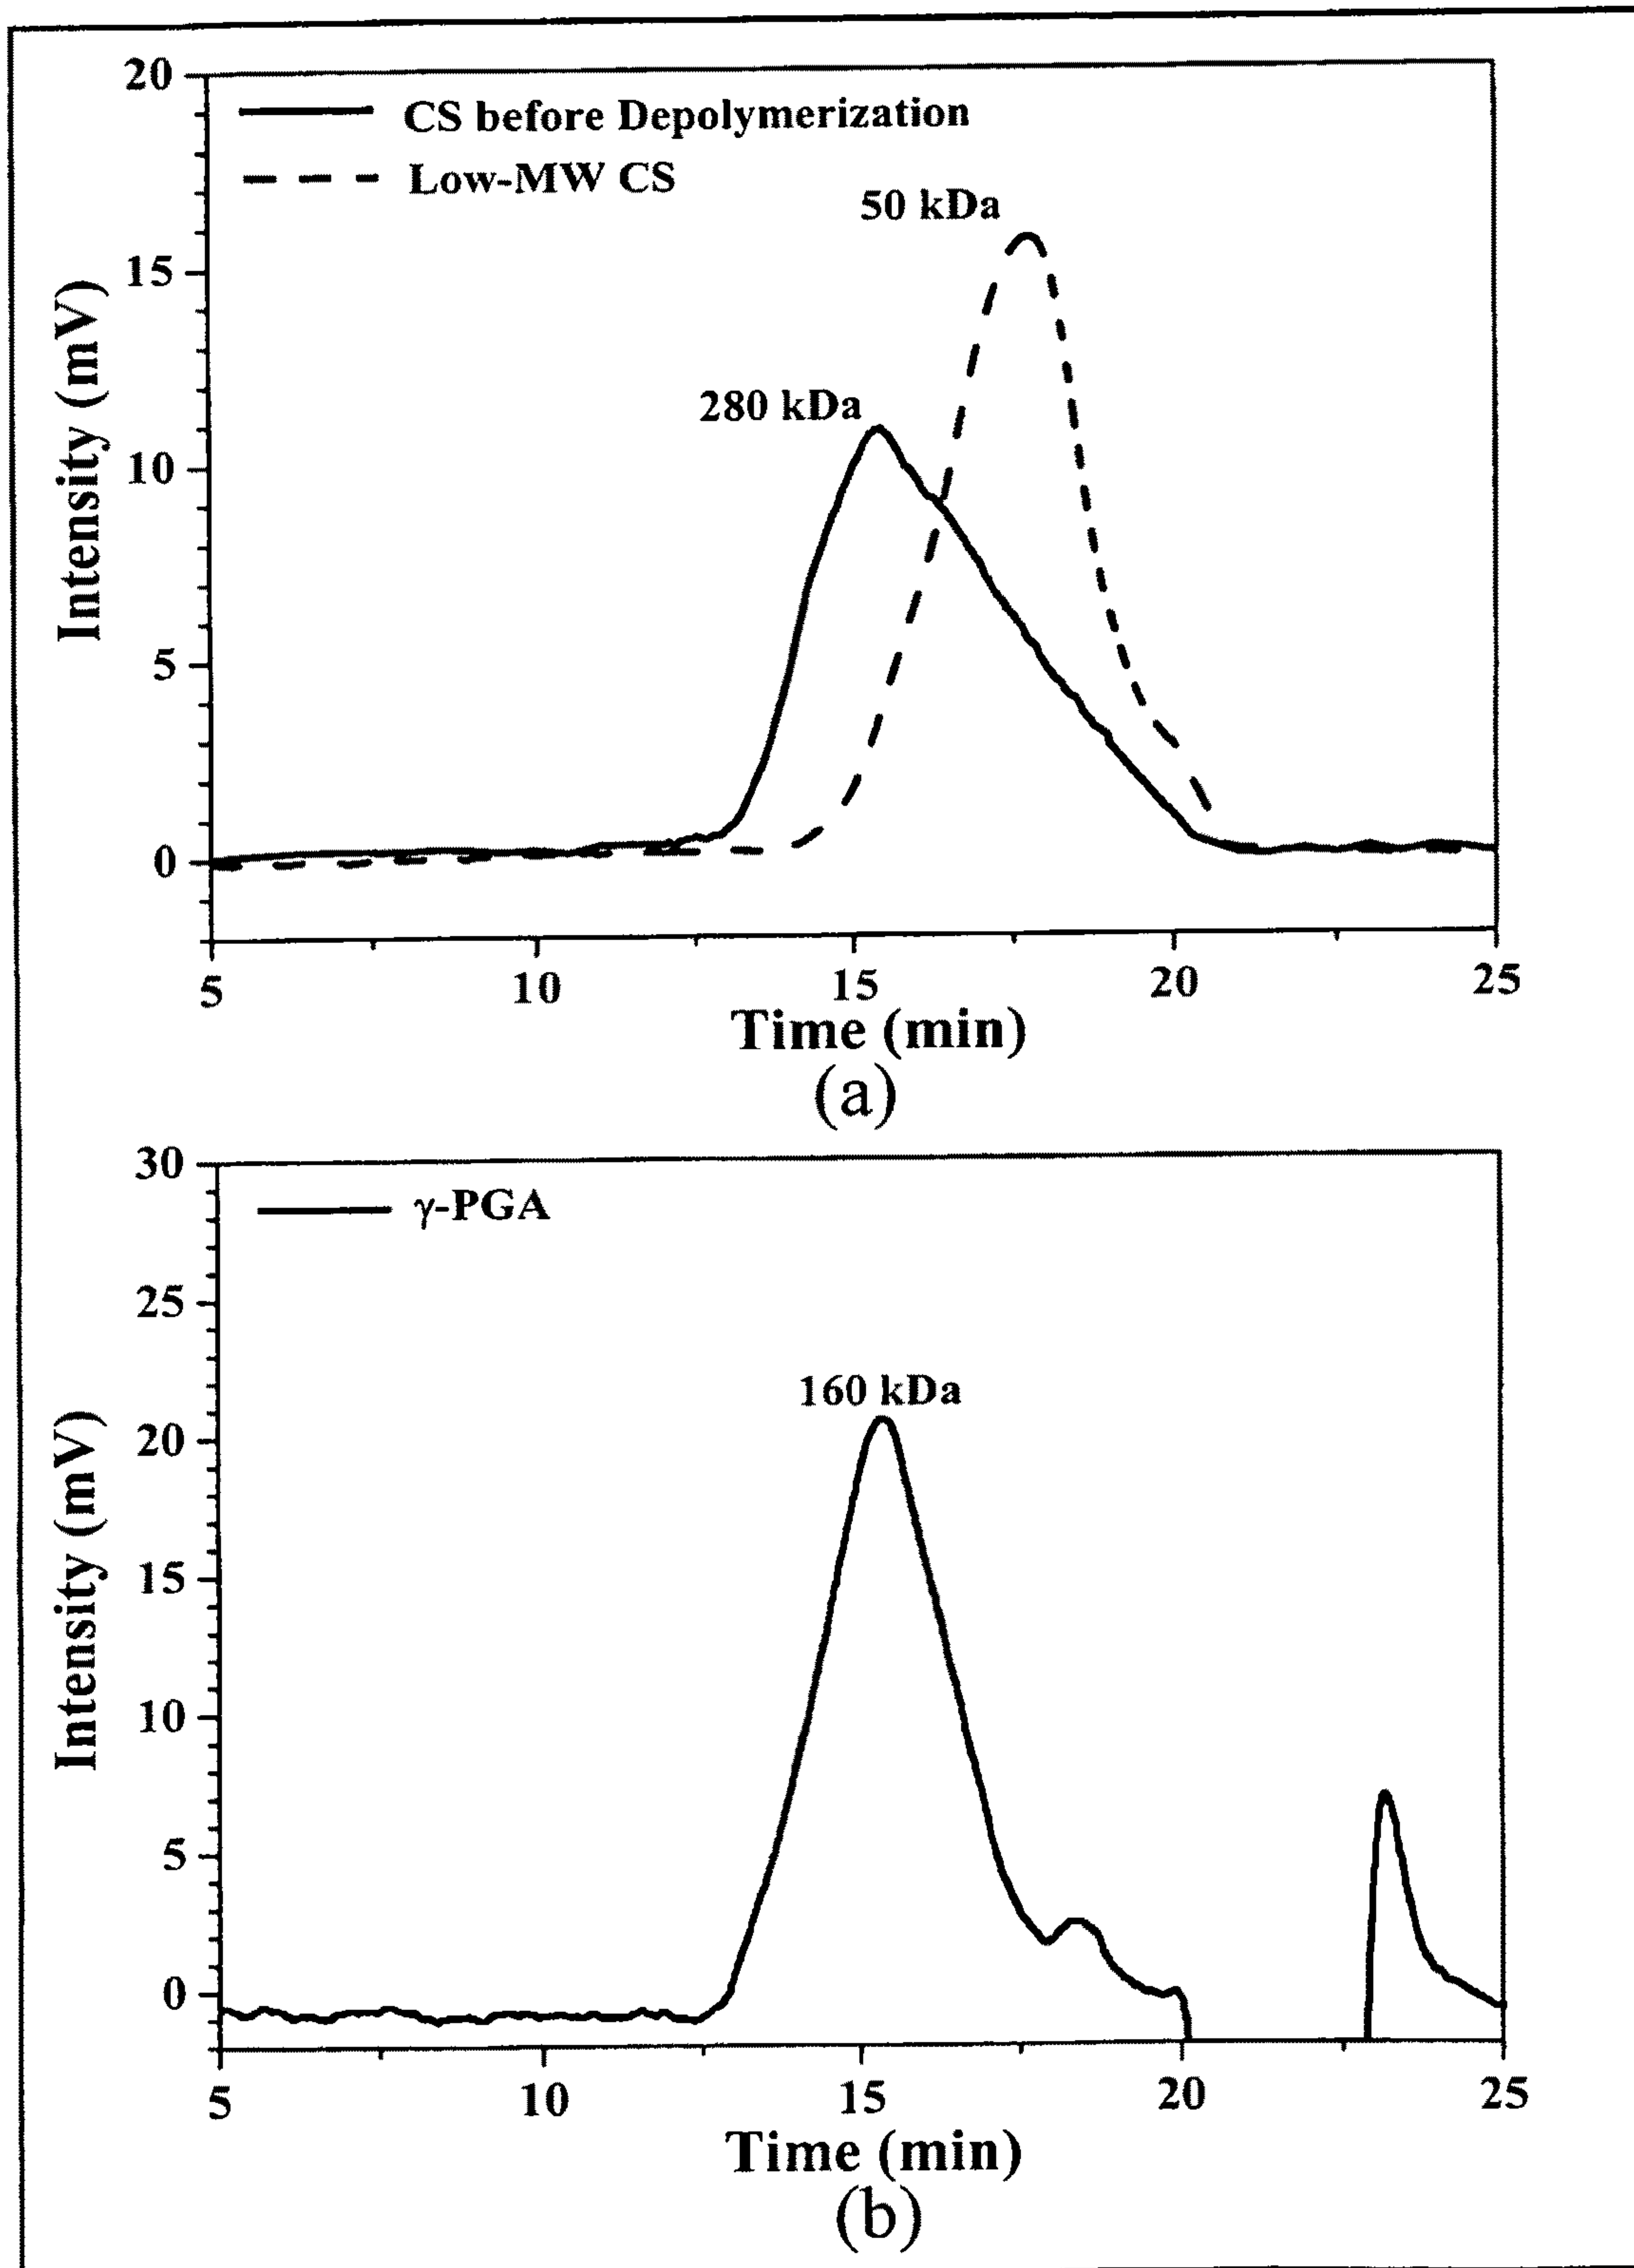 20
CS before Depolymerization
Low-MW CS
50 kDa
15
280 kDa
10
5
0
Intensity (mV)
5 10 15 20 25
Time (min)
(a)
30
γ-PGA
25
160 kDa
20
15
10
5
0
Intensity (mV)
5 10 15 20 25
Time (min)
(b)